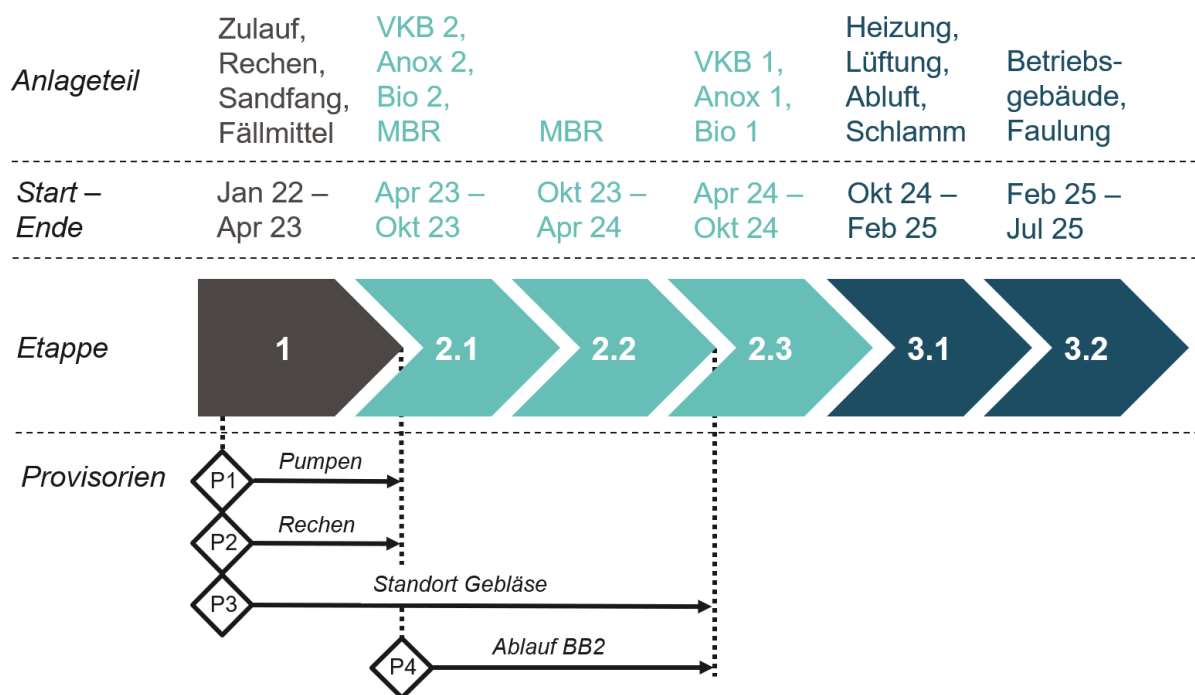 Anlageteil
Zulauf,
Rechen,
Sandfang,
Fällmittel
VKB 2,
Anox 2,
Bio 2,
MBR
MBR
VKB 1,
Anox 1,
Bio 1
Heizung,
Lüftung,
Abluft,
Schlamm
Betriebs-
gebäude,
Faulung
Start –
Ende
Jan 22 –
Apr 23
Apr 23 –
Okt 23
Okt 23 –
Apr 24
Apr 24 –
Okt 24
Okt 24 –
Feb 25
Feb 25 –
Jul 25
Etappe
1
2.1
2.2
2.3
3.1
3.2
Provisorien
P1
Pumpen
P2
Rechen
P3
Standort Gebläse
P4
Ablauf BB2